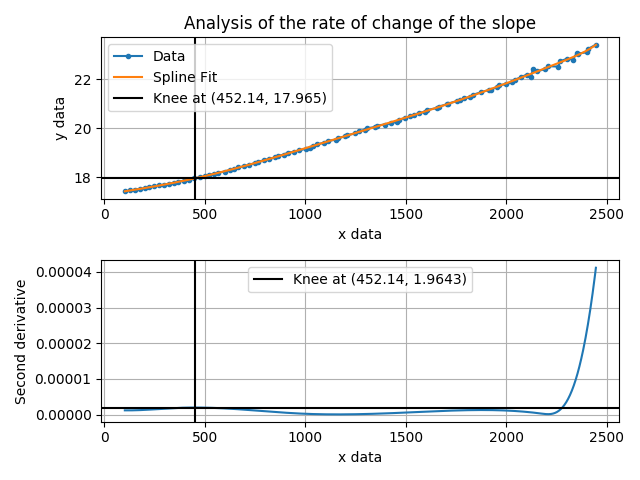 Analysis of the rate of change of the slope
Data
Spline Fit
Knee at (452.14, 17.965)
y data
22
20
18
0 500 1000 1500 2000 2500
x data
Knee at (452.14, 1.9643)
Second derivative
0.00004
0.00003
0.00002
0.00001
0.00000
0 500 1000 1500 2000 2500
x data